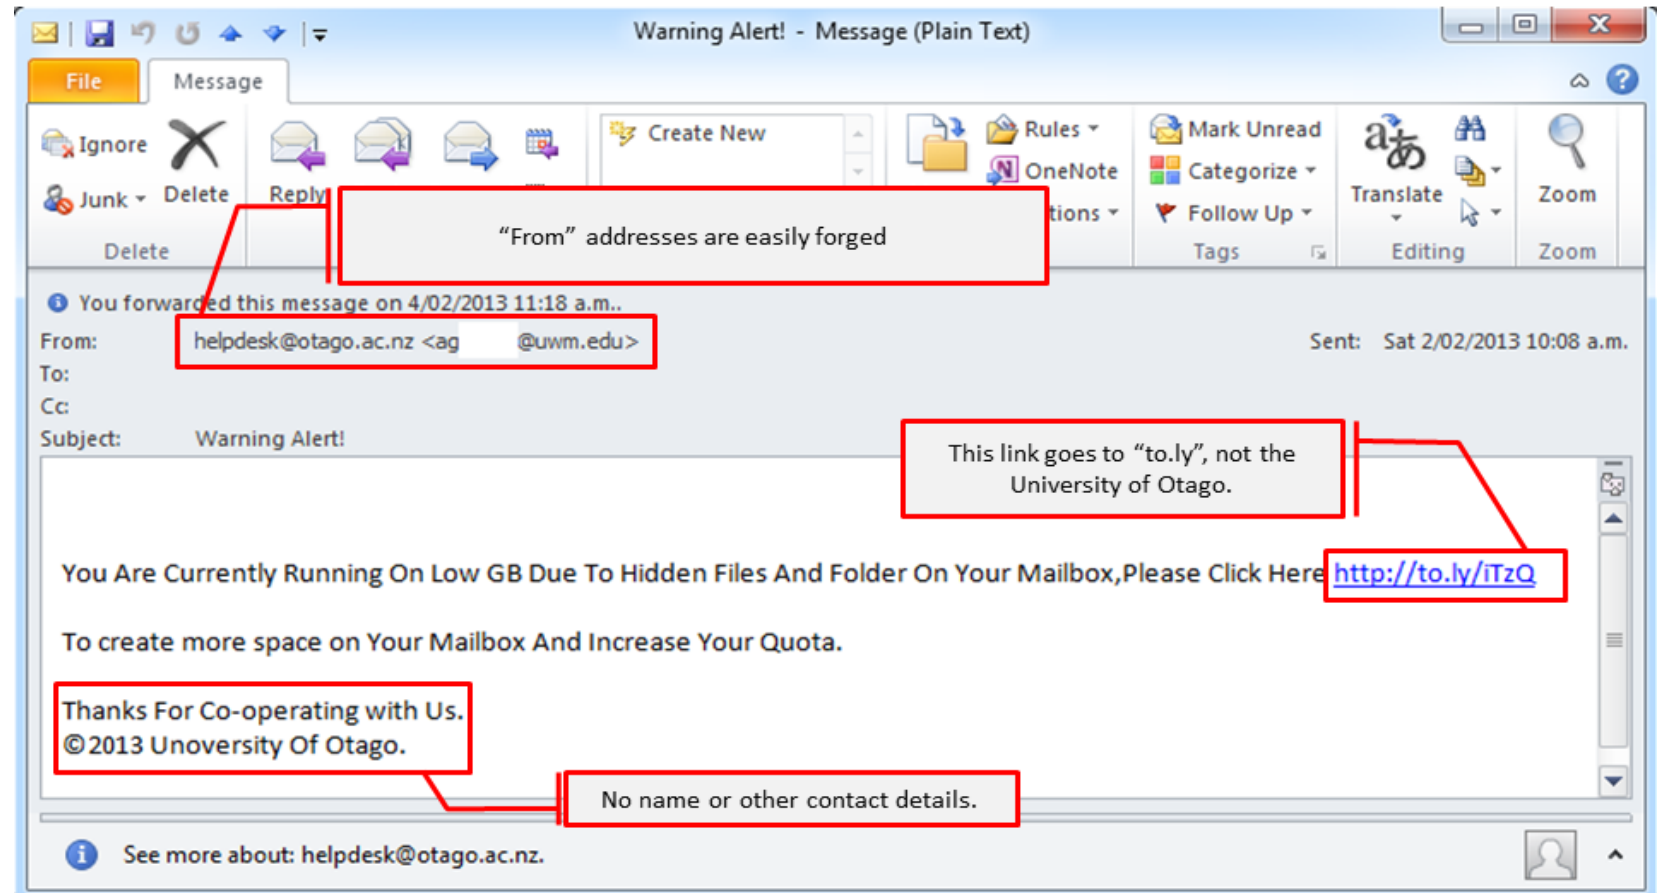 Warning Alert! - Message (Plain Text)
File Message
Ignore
Junk
Delete
Reply
Delete
Create New
Rules
OneNote
tions
Mark Unread
Categorize
Follow Up
Tags
Translate
Editing
Zoom
Zoom
“From” addresses are easily forged
You forwarded this message on 4/02/2013 11:18 a.m..
From: helpdesk@otago.ac.nz <ag @uwm.edu> Sent: Sat 2/02/2013 10:08 a.m.
To:
Cc:
Subject: Warning Alert!
This link goes to “to.ly”, not the
University of Otago.
You Are Currently Running On Low GB Due To Hidden Files And Folder On Your Mailbox,Please Click Here http://to.ly/iTzQ
To create more space on Your Mailbox And Increase Your Quota.
Thanks For Co-operating with Us.
©2013 Unoversity Of Otago.
No name or other contact details.
See more about: helpdesk@otago.ac.nz.